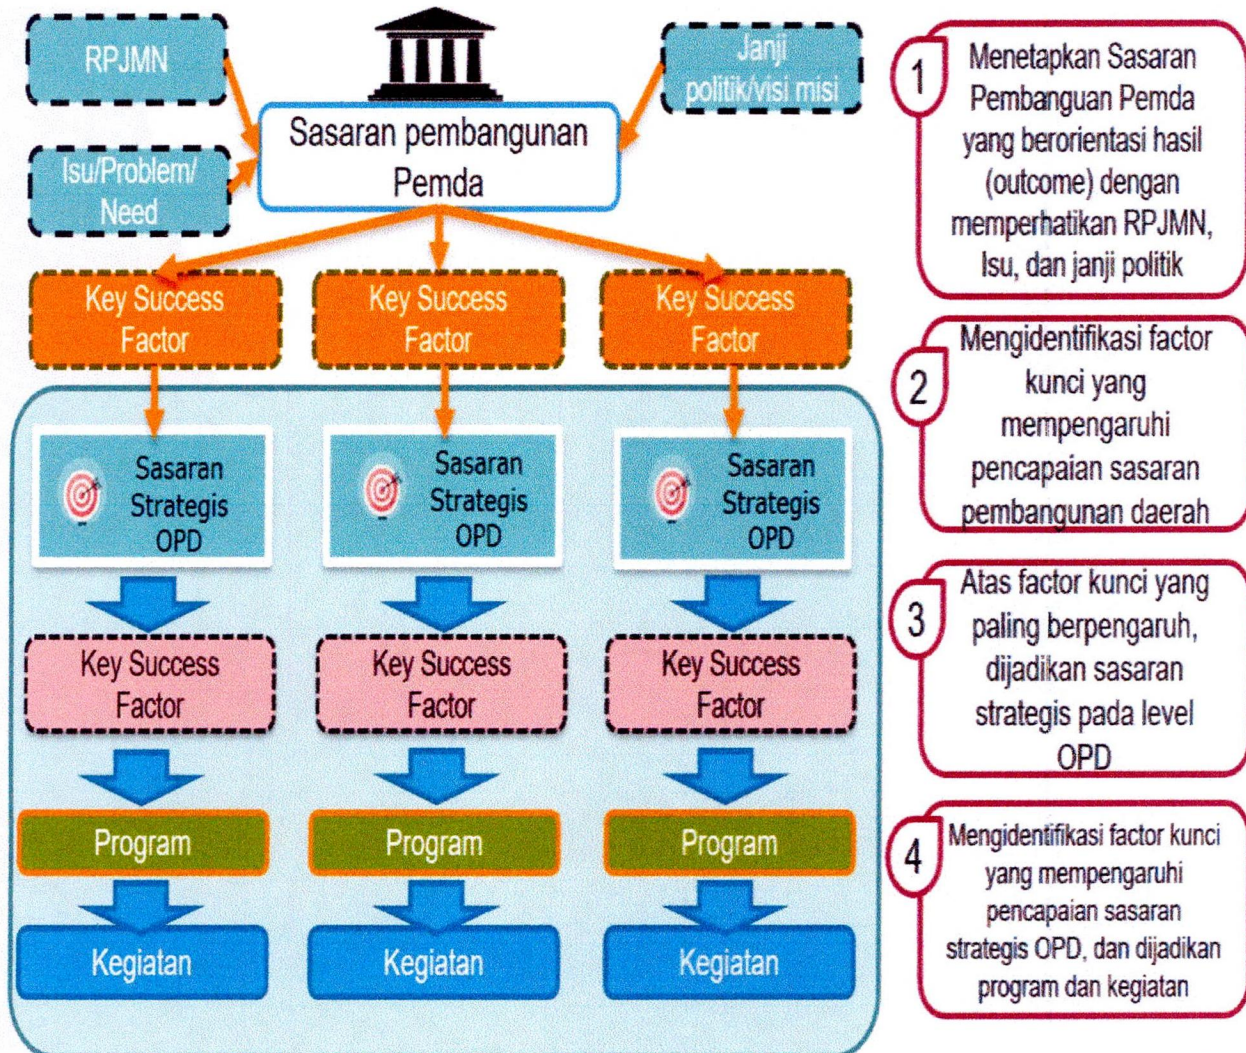 RPJMN
Janji
politik/visi misi
Sasaran pembangunan
Pemda
Isu/Problem/
Need
Key Success
Factor
Key Success
Factor
Key Success
Factor
Sasaran
Strategis
OPD
Sasaran
Strategis
OPD
Sasaran
Strategis
OPD
Key Success
Factor
Key Success
Factor
Key Success
Factor
Program
Program
Program
Kegiatan
Kegiatan
Kegiatan
1
Menetapkan Sasaran
Pembanguan Pemda
yang berorientasi hasil
(outcome) dengan
memperhatikan RPJMN,
Isu, dan janji politik
2
Mengidentifikasi factor
kunci yang
mempengaruhi
pencapaian sasaran
pembangunan daerah
3
Atas factor kunci yang
paling berpengaruh,
dijadikan sasaran
strategis pada level
OPD
4
Mengidentifikasi factor kunci
yang mempengaruhi
pencapaian sasaran
strategis OPD, dan dijadikan
program dan kegiatan